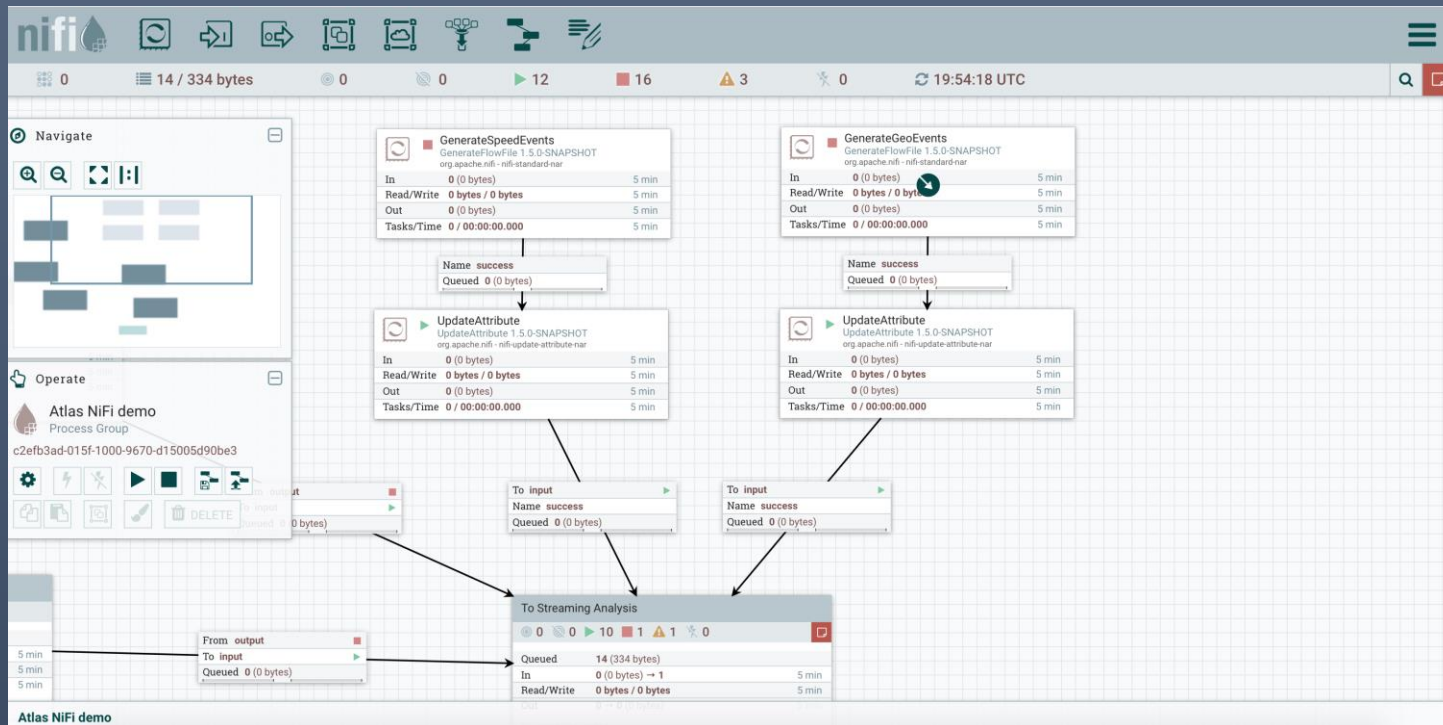 nifi
0 14 / 334 bytes 0 0 12 16 3 0 19:54:18 UTC
Navigate
Operate
Atlas NiFi demo
Process Group
c2efb3ad-015f-1000-9670-d15005d90be3
DELETE
GenerateSpeedEvents
GenerateFlowFile 1.5.0-SNAPSHOT
org.apache.nifi - nifi-standard-nar
In 0 (0 bytes) 5 min
Read/Write 0 bytes / 0 bytes 5 min
Out 0 (0 bytes) 5 min
Tasks/Time 0 / 00:00:00.000 5 min
Name success
Queued 0 (0 bytes)
UpdateAttribute
UpdateAttribute 1.5.0-SNAPSHOT
org.apache.nifi - nifi-update-attribute-nar
In 0 (0 bytes) 5 min
Read/Write 0 bytes / 0 bytes 5 min
Out 0 (0 bytes) 5 min
Tasks/Time 0 / 00:00:00.000 5 min
GenerateGeoEvents
GenerateFlowFile 1.5.0-SNAPSHOT
org.apache.nifi - nifi-standard-nar
In 0 (0 bytes) 5 min
Read/Write 0 bytes / 0 5 min
Out 0 (0 bytes) 5 min
Tasks/Time 0 / 00:00:00.000 5 min
Name success
Queued 0 (0 bytes)
UpdateAttribute
UpdateAttribute 1.5.0-SNAPSHOT
org.apache.nifi - nifi-update-attribute-nar
In 0 (0 bytes) 5 min
Read/Write 0 bytes / 0 bytes 5 min
Out 0 (0 bytes) 5 min
Tasks/Time 0 / 00:00:00.000 5 min
output
To input
Queued 0 (0 bytes)
To input
Name success
Queued 0 (0 bytes)
To input
Name success
Queued 0 (0 bytes)
5 min
5 min
5 min
From output
To input
Queued 0 (0 bytes)
To Streaming Analysis
0 0 10 1 1 0
Queued 14 (334 bytes)
In 0 (0 bytes) → 1 5 min
Read/Write 0 bytes / 0 bytes 5 min
Out 0 → 0 (0 bytes) 5 min
Atlas NiFi demo